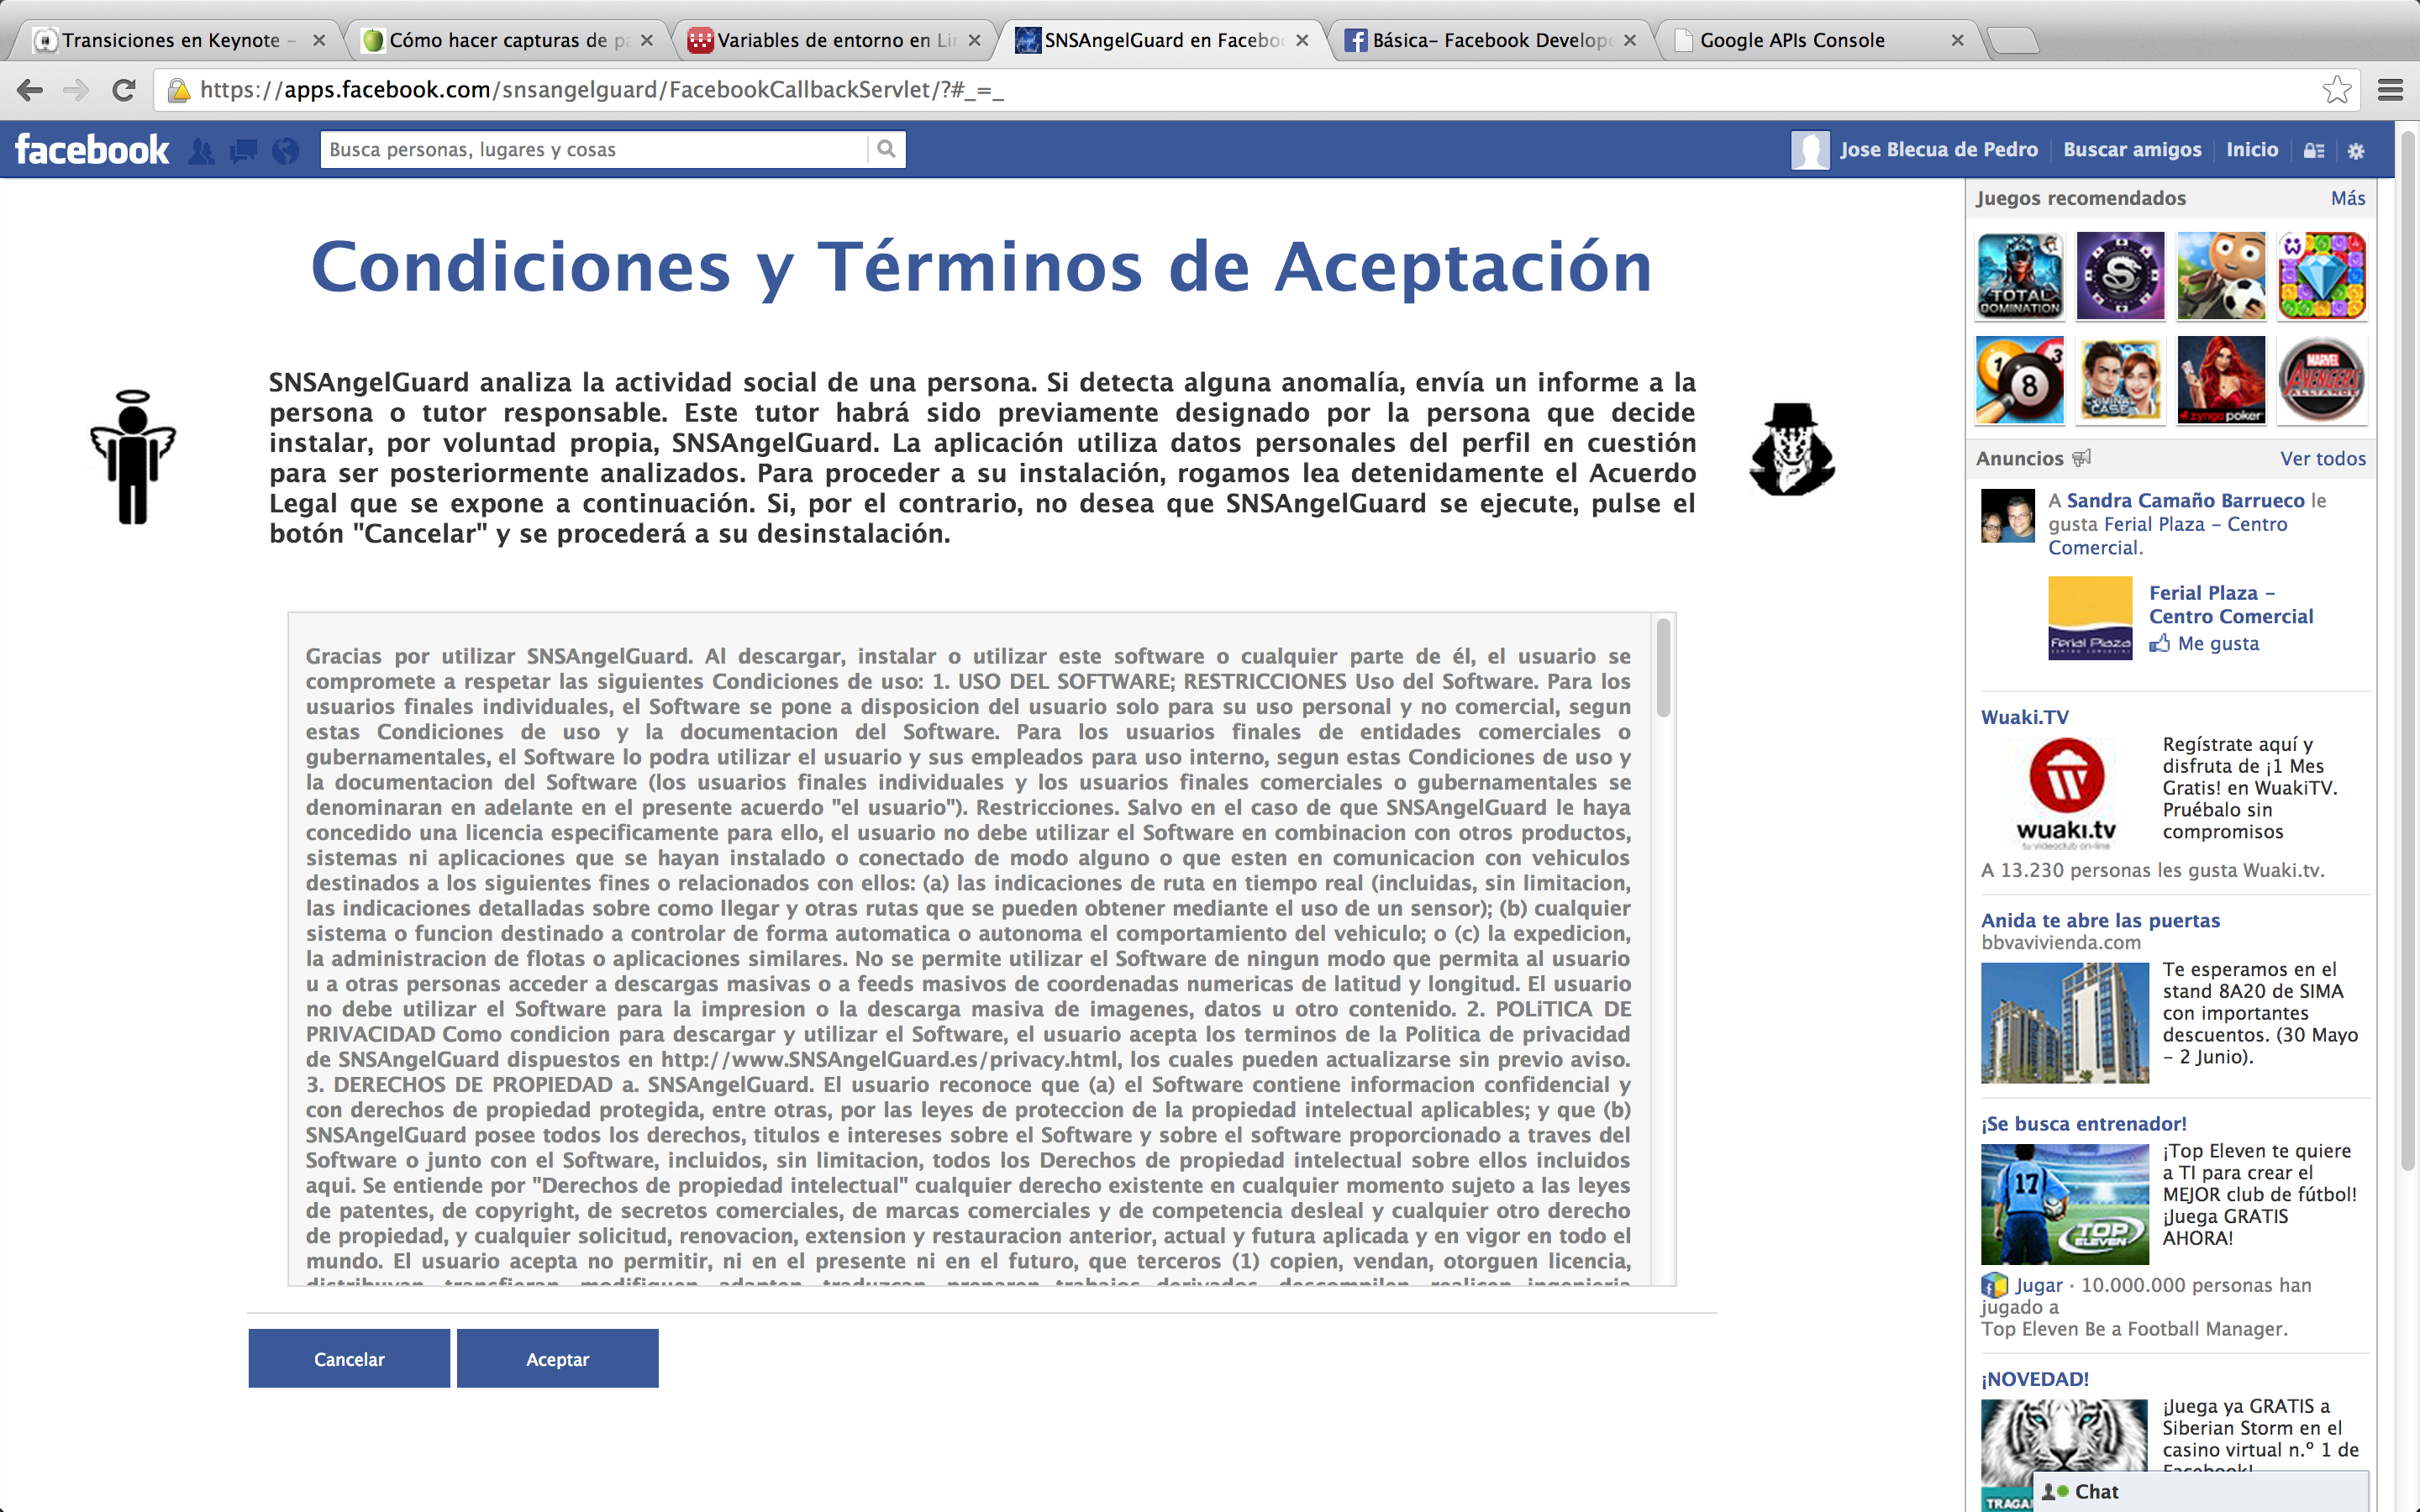 Transiciones en Keynote –
Cómo hacer capturas de pa
Variables de entorno en Lin
SNSAngelGuard en Facebo
Básica– Facebook Develope
Google APIs Console
https://apps.facebook.com/snsangelguard/FacebookCallbackServlet/?#_=_
facebook
Busca personas, lugares y cosas
Jose Blecua de Pedro
Buscar amigos
Inicio
Condiciones y Términos de Aceptación
SNSAngelGuard analiza la actividad social de una persona. Si detecta alguna anomalía, envía un informe a la
persona o tutor responsable. Este tutor habrá sido previamente designado por la persona que decide
instalar, por voluntad propia, SNSAngelGuard. La aplicación utiliza datos personales del perfil en cuestión
para ser posteriormente analizados. Para proceder a su instalación, rogamos lea detenidamente el Acuerdo
Legal que se expone a continuación. Si, por el contrario, no desea que SNSAngelGuard se ejecute, pulse el
botón "Cancelar" y se procederá a su desinstalación.
Gracias por utilizar SNSAngelGuard. Al descargar, instalar o utilizar este software o cualquier parte de él, el usuario se
compromete a respetar las siguientes Condiciones de uso: 1. USO DEL SOFTWARE; RESTRICCIONES Uso del Software. Para los
usuarios finales individuales, el Software se pone a disposicion del usuario solo para su uso personal y no comercial, segun
estas Condiciones de uso y la documentacion del Software. Para los usuarios finales de entidades comerciales o
gubernamentales, el Software lo podra utilizar el usuario y sus empleados para uso interno, segun estas Condiciones de uso y
la documentacion del Software (los usuarios finales individuales y los usuarios finales comerciales o gubernamentales se
denominaran en adelante en el presente acuerdo "el usuario"). Restricciones. Salvo en el caso de que SNSAngelGuard le haya
concedido una licencia especificamente para ello, el usuario no debe utilizar el Software en combinacion con otros productos,
sistemas ni aplicaciones que se hayan instalado o conectado de modo alguno o que esten en comunicacion con vehiculos
destinados a los siguientes fines o relacionados con ellos: (a) las indicaciones de ruta en tiempo real (incluidas, sin limitacion,
las indicaciones detalladas sobre como llegar y otras rutas que se pueden obtener mediante el uso de un sensor); (b) cualquier
sistema o funcion destinado a controlar de forma automatica o autonoma el comportamiento del vehiculo; o (c) la expedicion,
la administracion de flotas o aplicaciones similares. No se permite utilizar el Software de ningun modo que permita al usuario
u a otras personas acceder a descargas masivas o a feeds masivos de coordenadas numericas de latitud y longitud. El usuario
no debe utilizar el Software para la impresion o la descarga masiva de imagenes, datos u otro contenido. 2. POLíTICA DE
PRIVACIDAD Como condicion para descargar y utilizar el Software, el usuario acepta los terminos de la Politica de privacidad
de SNSAngelGuard dispuestos en http://www.SNSAngelGuard.es/privacy.html, los cuales pueden actualizarse sin previo aviso.
3. DERECHOS DE PROPIEDAD a. SNSAngelGuard. El usuario reconoce que (a) el Software contiene informacion confidencial y
con derechos de propiedad protegida, entre otras, por las leyes de proteccion de la propiedad intelectual aplicables; y que (b)
SNSAngelGuard posee todos los derechos, titulos e intereses sobre el Software y sobre el software proporcionado a traves del
Software o junto con el Software, incluidos, sin limitacion, todos los Derechos de propiedad intelectual sobre ellos incluidos
aqui. Se entiende por "Derechos de propiedad intelectual" cualquier derecho existente en cualquier momento sujeto a las leyes
de patentes, de copyright, de secretos comerciales, de marcas comerciales y de competencia desleal y cualquier otro derecho
de propiedad, y cualquier solicitud, renovacion, extension y restauracion anterior, actual y futura aplicada y en vigor en todo el
mundo. El usuario acepta no permitir, ni en el presente ni en el futuro, que terceros (1) copien, vendan, otorguen licencia,
distribuyan, transfieran, modifiquen, adapten, traduzcan, preparen trabajos derivados, descompilen, realicen ingenieria
Cancelar
Aceptar
Juegos recomendados
Más
TOTAL
DOMINATION
8
CRIMINAL
CASE
zynga poker
MARVEL
AVENGERS
ALLIANCE
Anuncios
Ver todos
A Sandra Camaño Barrueco le
gusta Ferial Plaza – Centro
Comercial.
Ferial Plaza
Ferial Plaza –
Centro Comercial
Me gusta
Wuaki.TV
wuaki.tv
tu videoclub on-line
Regístrate aquí y
disfruta de ¡1 Mes
Gratis! en WuakiTV.
Pruébalo sin
compromisos
A 13.230 personas les gusta Wuaki.tv.
Anida te abre las puertas
bbvavivienda.com
Te esperamos en el
stand 8A20 de SIMA
con importantes
descuentos. (30 Mayo
– 2 Junio).
¡Se busca entrenador!
17
TOP
ELEVEN
¡Top Eleven te quiere
a TI para crear el
MEJOR club de fútbol!
¡Juega GRATIS
AHORA!
Jugar · 10.000.000 personas han
jugado a
Top Eleven Be a Football Manager.
¡NOVEDAD!
TRAGA
¡Juega ya GRATIS a
Siberian Storm en el
casino virtual n.º 1 de
Facebook!
Chat